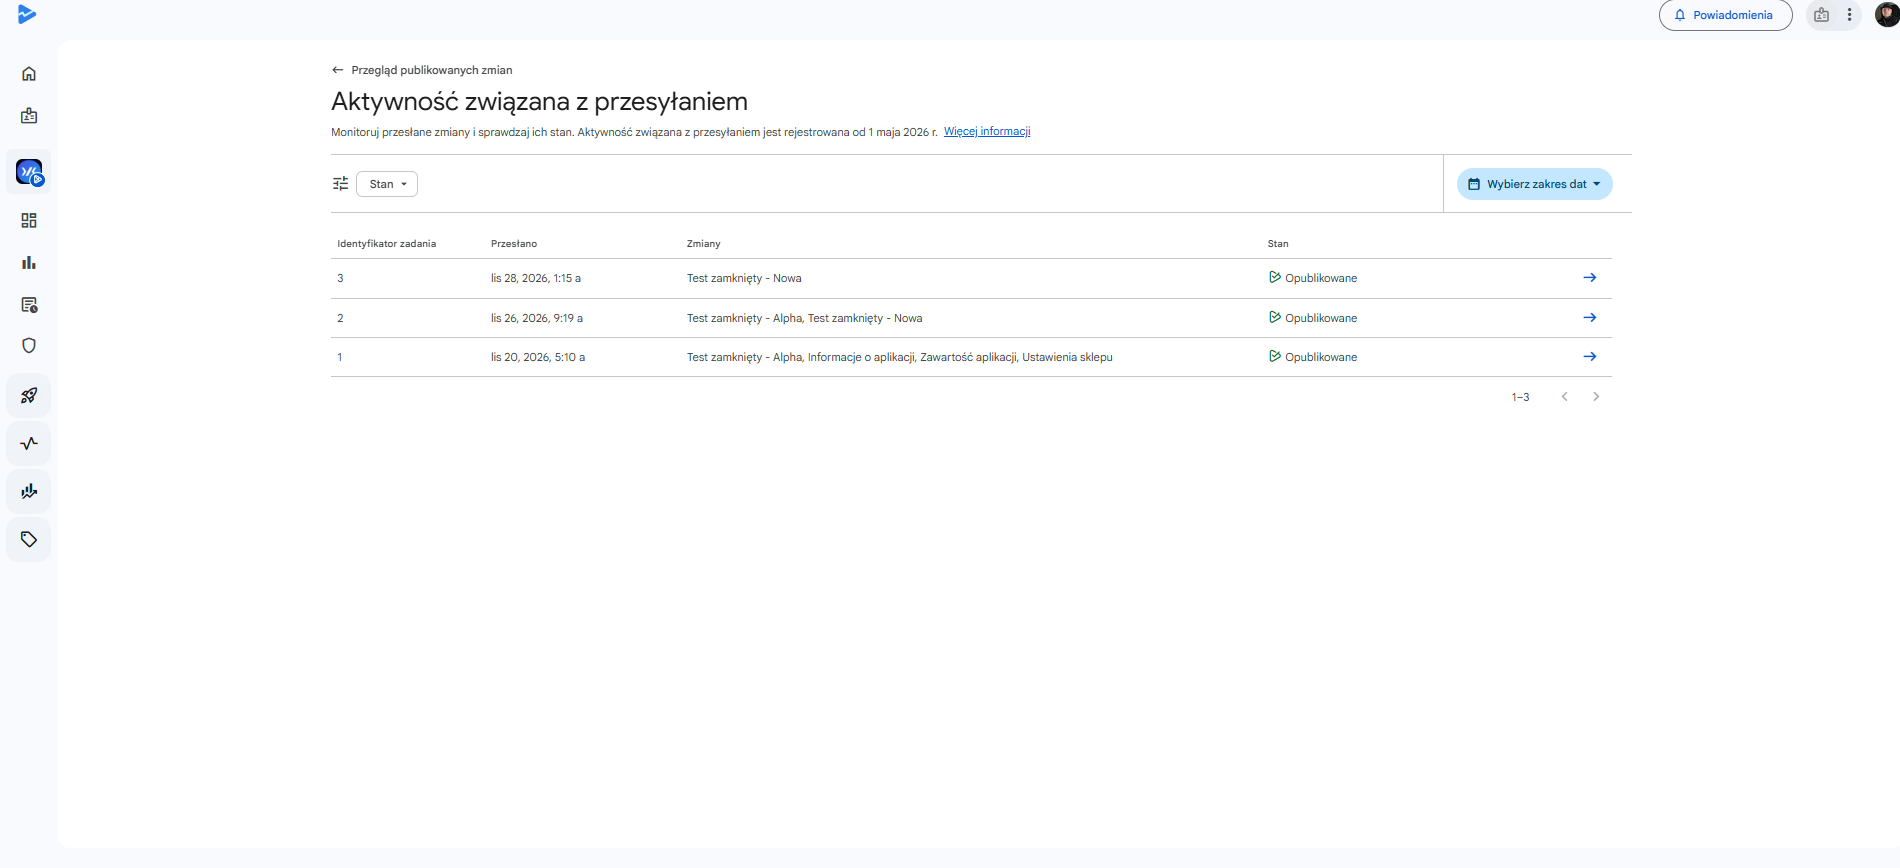 Powiadomienia
Przegląd publikowanych zmian
Aktywność związana z przesyłaniem
Monitoruj przesłane zmiany i sprawdzaj ich stan. Aktywność związana z przesyłaniem jest rejestrowana od 1 maja 2026 r. Więcej informacji
Stan
Wybierz zakres dat
Identyfikator zadania Przesłano Zmiany Stan
3 lis 28, 2026, 1:15 a Test zamknięty - Nowa Opublikowane
2 lis 26, 2026, 9:19 a Test zamknięty - Alpha, Test zamknięty - Nowa Opublikowane
1 lis 20, 2026, 5:10 a Test zamknięty - Alpha, Informacje o aplikacji, Zawartość aplikacji, Ustawienia sklepu Opublikowane
1–3